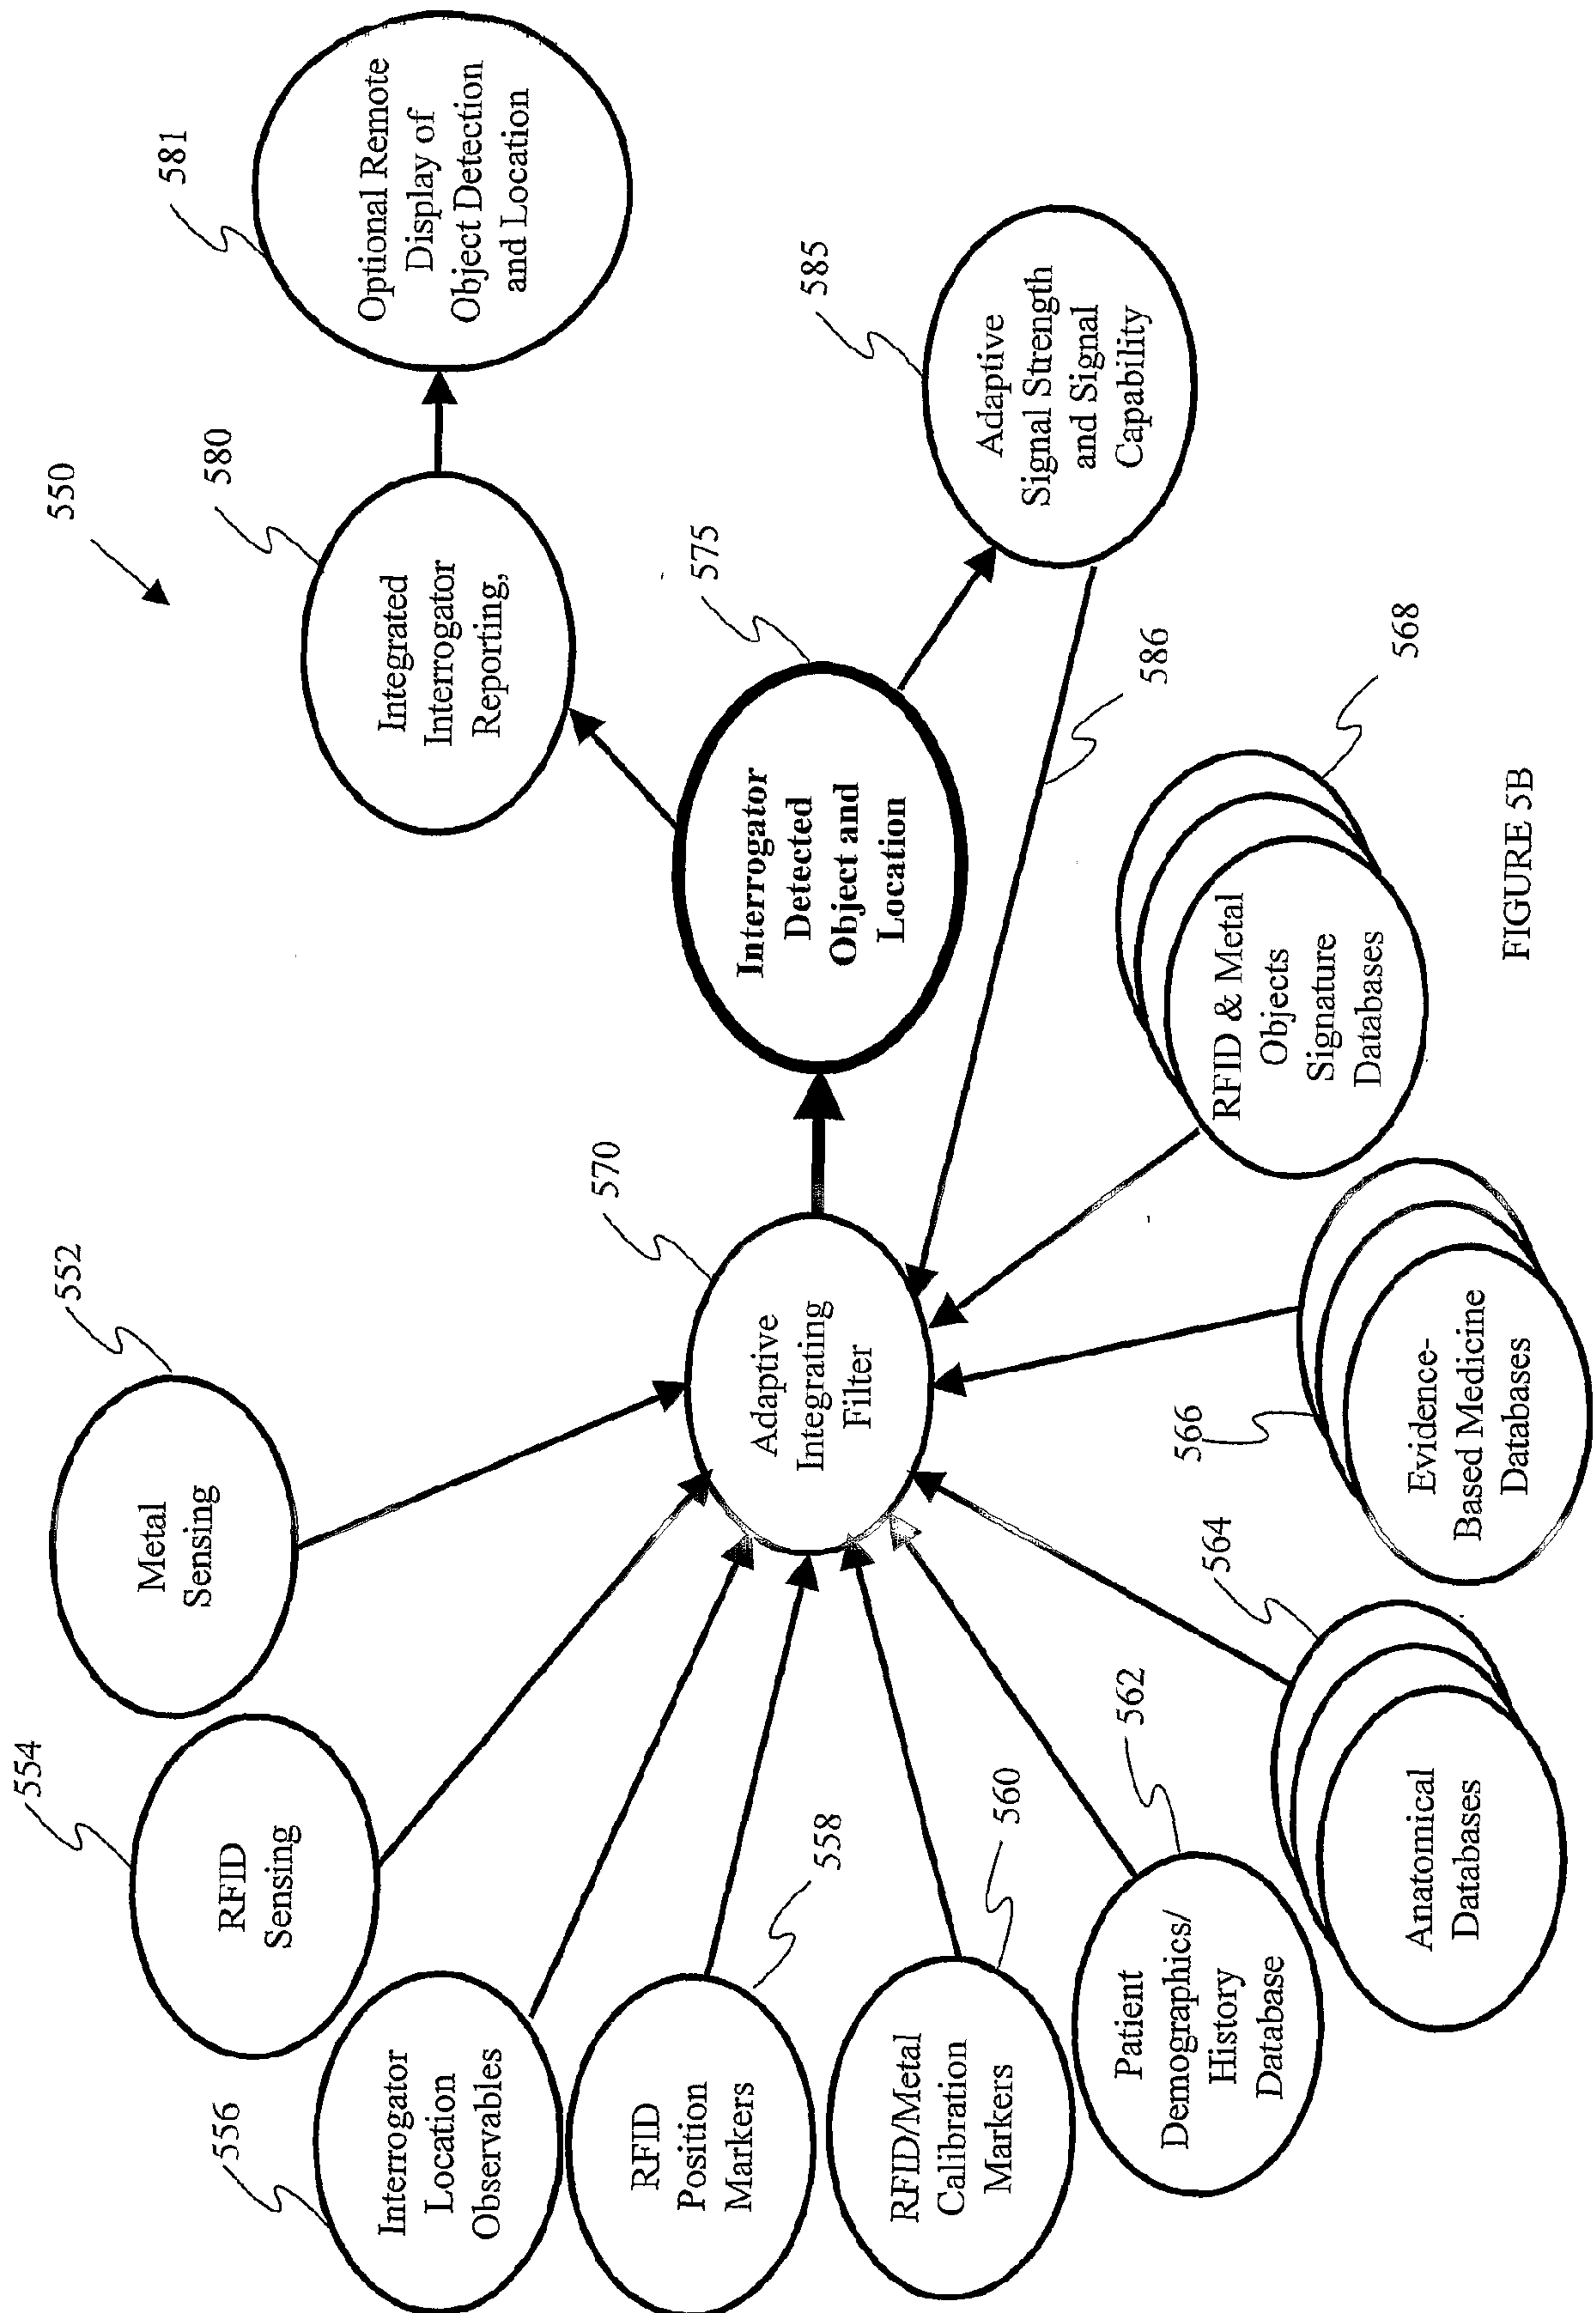 550
552
Metal
Sensing
554
RFID
Sensing
556
Interrogator
Location
Observables
RFID
Position
Markers
558
RFID/Metal
Calibration
Markers
560
Patient
Demographics/
History
Database
562
Anatomical
Databases
564
Evidence-
Based Medicine
Databases
566
RFID & Metal
Objects
Signature
Databases
568
570
Adaptive
Integrating
Filter
575
Interrogator
Detected
Object and
Location
580
Integrated
Interrogator
Reporting,
581
Optional Remote
Display of
Object Detection
and Location
585
Adaptive
Signal Strength
and Signal
Capability
586
FIGURE 5B